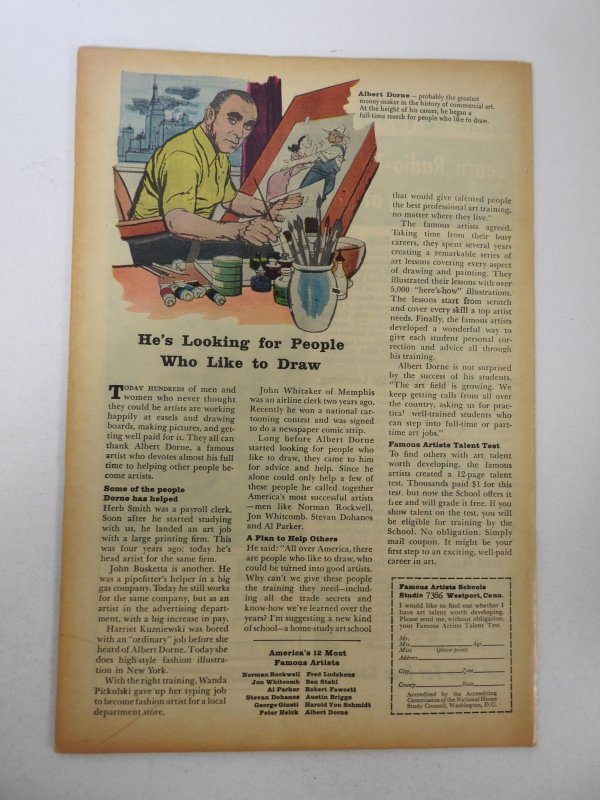 Albert Dorne — probably the greatest
money-maker in the history of commercial art.
At the height of his career, he began a
full-time search for people who like to draw.
He's Looking for People
Who Like to Draw
TODAY HUNDREDS of men and
women who never thought
they could be artists are working
happily at easels and drawing
boards, making pictures, and get-
ting well paid for it. They all can
thank Albert Dorne, a famous
artist who devotes almost his full
time to helping other people be-
come artists.
Some of the people
Dorne has helped
Herb Smith was a payroll clerk.
Soon after he started studying
with us, he landed an art job
with a large printing firm. This
was four years ago; today he's
head artist for the same firm.
John Busketta is another. He
was a pipefitter's helper in a big
gas company. Today he still works
for the same company, but as an
artist in the advertising depart-
ment, with a big increase in pay.
Harriet Kuzniewski was bored
with an "ordinary" job before she
heard of Albert Dorne. Today she
does high-style fashion illustra-
tion in New York.
With the right training, Wanda
Pickulski gave up her typing job
to become fashion artist for a local
department store.
John Whitaker of Memphis
was an airline clerk two years ago.
Recently he won a national car-
tooning contest and was signed
to do a newspaper comic strip.
Long before Albert Dorne
started looking for people who
like to draw, they came to him
for advice and help. Since he
alone could only help a few of
these people he called together
America's most successful artists
—men like Norman Rockwell,
Jon Whitcomb, Stevan Dohanos
and Al Parker.
A Plan to Help Others
He said: "All over America, there
are people who like to draw, who
could be turned into good artists.
Why can't we give these people
the training they need—includ-
ing all the trade secrets and
know-how we've learned over the
years? I'm suggesting a new kind
of school—a home-study art school
America's 12 Most
Famous Artists
Norman Rockwell Fred Ludekens
Jon Whitcomb Ben Stahl
Al Parker Robert Fawcett
Stevan Dohanos Austin Briggs
George Giusti Harold Von Schmidt
Peter Helck Albert Dorne
that would give talented people
the best professional art training,
no matter where they live."
The famous artists agreed.
Taking time from their busy
careers, they spent several years
creating a remarkable series of
art lessons covering every aspect
of drawing and painting. They
illustrated their lessons with over
5,000 "here's-how" illustrations.
The lessons start from scratch
and cover every skill a top artist
needs. Finally, the famous artists
developed a wonderful way to
give each student personal cor-
rection and advice all through
his training.
Albert Dorne is not surprised
by the success of his students.
"The art field is growing. We
keep getting calls from all over
the country, asking us for prac-
tical well-trained students who
can step into full-time or part-
time art jobs."
Famous Artists Talent Test
To find others with art talent
worth developing, the famous
artists created a 12-page talent
test. Thousands paid $1 for this
test, but now the School offers it
free and will grade it free. If you
show talent on the test, you will
be eligible for training by the
School. No obligation. Simply
mail coupon. It might be your
first step to an exciting, well-paid
career in art.
Famous Artists Schools
Studio 7386 Westport, Conn.
I would like to find out whether I
have art talent worth developing.
Please send me, without obligation,
your Famous Artists Talent Test.
Mr.
Mrs. Age
Miss (please print)
Address
City Zone
County State
Accredited by the Accrediting
Commission of the National Home
Study Council, Washington, D.C.